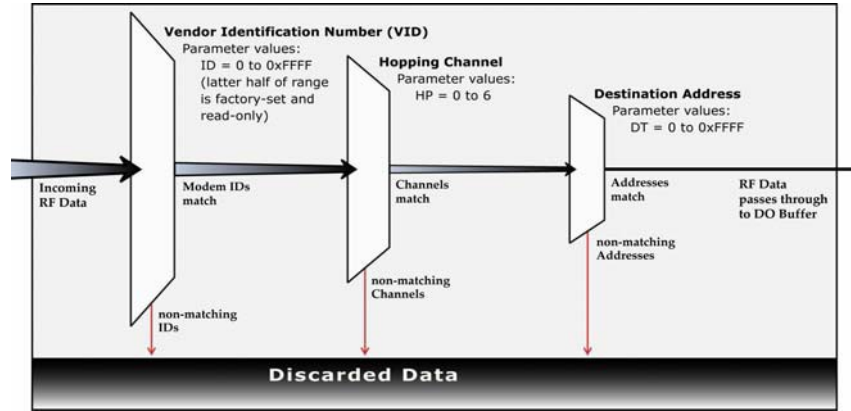 Vendor Identification Number (VID)
Parameter values:
ID = 0 to 0xFFFF
(latter half of range
is factory-set and
read-only)
Hopping Channel
Parameter values:
HP = 0 to 6
Destination Address
Parameter values:
DT = 0 to 0xFFFF
Incoming
RF Data
Modem IDs
match
Channels
match
Addresses
match
RF Data
passes through
to DO Buffer
non-matching
IDs
non-matching
Channels
non-matching
Addresses
Discarded Data